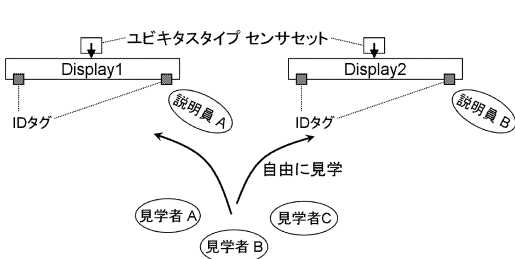 ユビキタスタイプ センサセット
Display1
Display2
IDタグ
説明員 A
IDタグ
説明員 B
自由に見学
見学者 A
見学者 B
見学者C